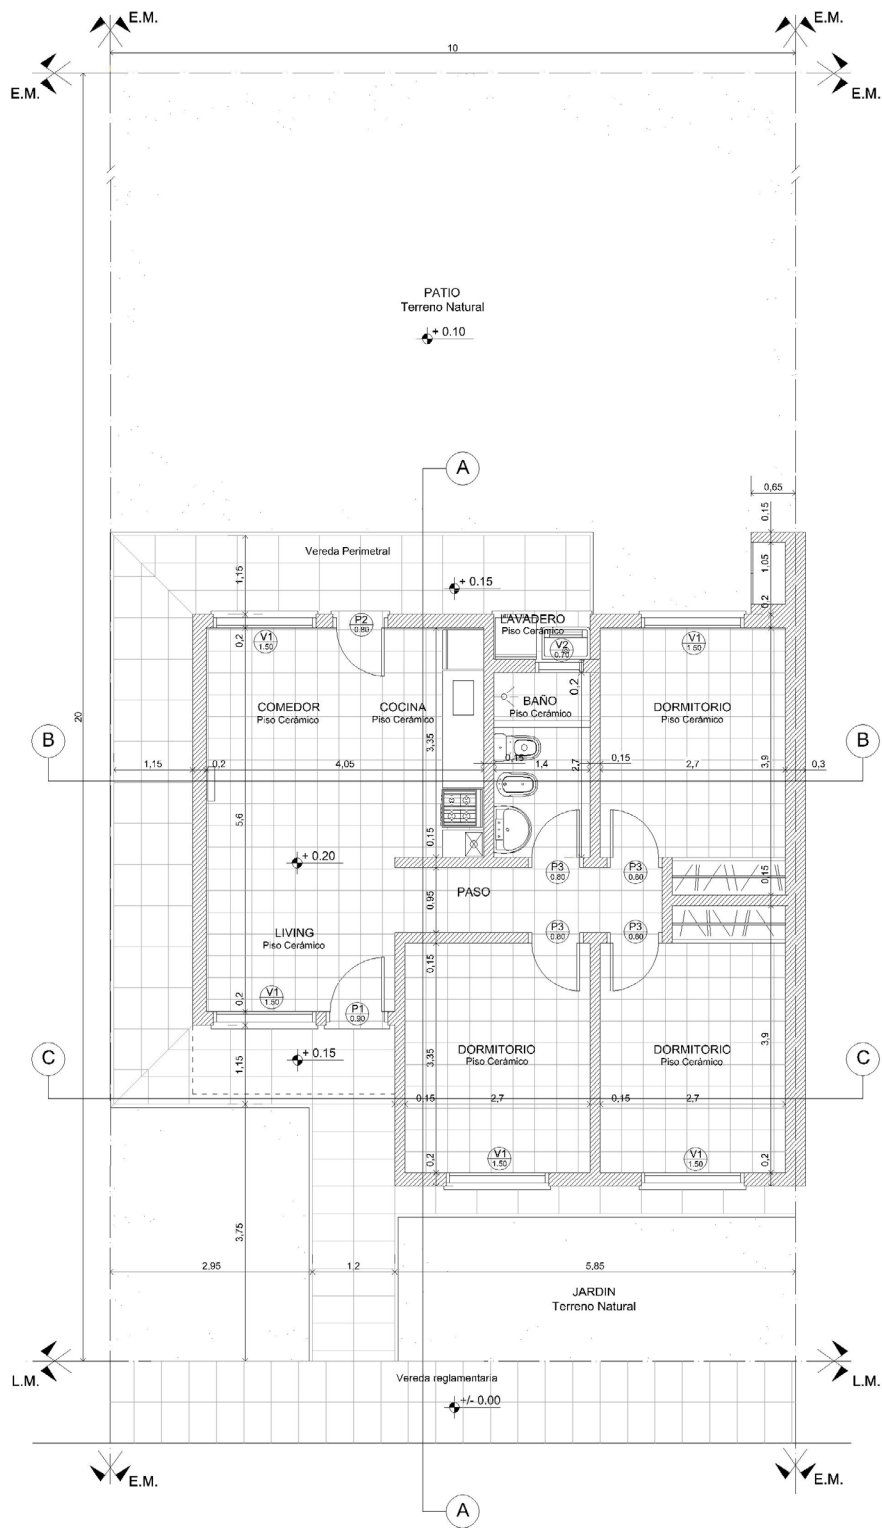 E.M.
E.M.
10
E.M.
E.M.
PATIO
Terreno Natural
+ 0.10
A
0,65
0.15
Vereda Perimetral
1,15
1.05
+ 0.15
0.2
LAVADERO
Piso Cerámico
P2
0.80
V1
1.50
0,2
V2
0.70
V1
1.50
0,2
BAÑO
Piso Cerámico
COMEDOR
Piso Cerámico
COCINA
Piso Cerámico
DORMITORIO
Piso Cerámico
20
3,35
B
B
1,15
0,2
4,05
0,15
1,4
2,7
0,15
2,7
3,9
0,3
5,6
0,15
+ 0.20
P3
0.80
P3
0.60
0,15
PASO
0.95
LIVING
Piso Cerámico
P3
0.80
P3
0.60
0,15
V1
1.50
0,2
P1
0.90
+ 0.15
1,15
3,35
3,9
DORMITORIO
Piso Cerámico
DORMITORIO
Piso Cerámico
C
C
0,15
2,7
0,15
2,7
V1
1.50
0,2
V1
1.50
0,2
3,75
2,95
1,2
5,85
JARDIN
Terreno Natural
L.M.
L.M.
Vereda reglamentaria
+/- 0.00
E.M.
E.M.
A